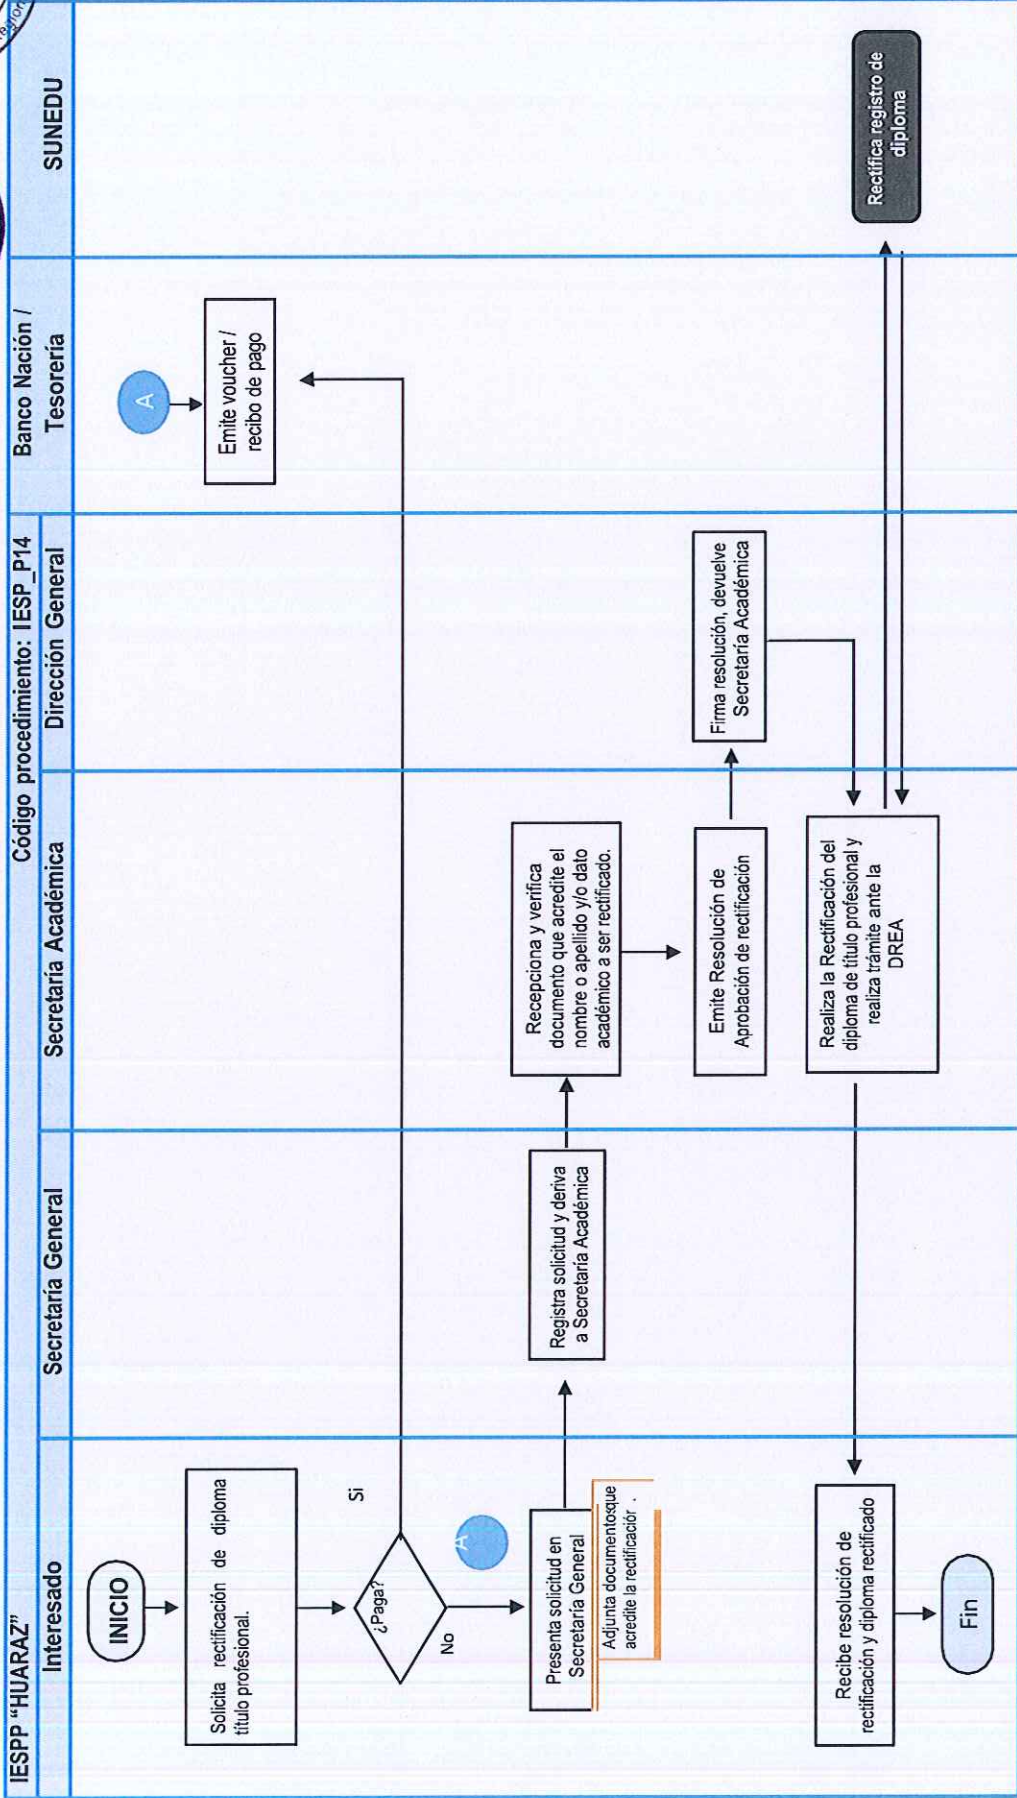 IESPP "HUARAZ"
Código procedimiento: IESP_P14
Interesado
Secretaría General
Secretaría Académica
Dirección General
Banco Nación /
Tesorería
SUNEDU
INICIO
Solicita rectificación de diploma
título profesional.
¿Paga?
Si
No
A
Emite voucher /
recibo de pago
A
Presenta solicitud en
Secretaría General
Adjunta documentosque
acredite la rectificación .
Registra solicitud y deriva
a Secretaría Académica
Recepciona y verifica
documento que acredite el
nombre o apellido y/o dato
académico a ser rectificado.
Emite Resolución de
Aprobación de rectificación
Firma resolución, devuelve
Secretaría Académica
Realiza la Rectificación del
diploma de título profesional y
realiza trámite ante la
DREA
Rectifica registro de
diploma
Recibe resolución de
rectificación y diploma rectificado
Fin